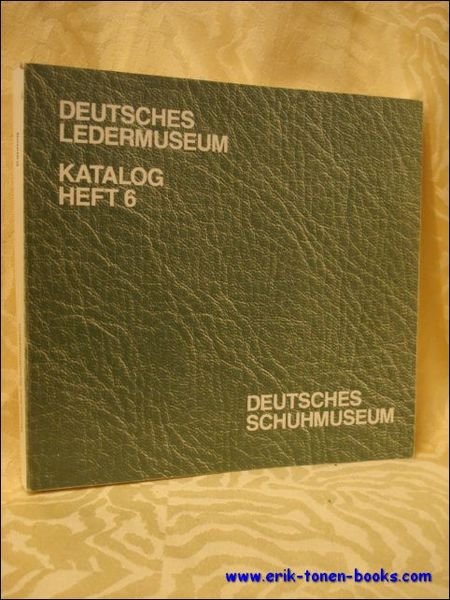 DEUTSCHES
LEDERMUSEUM
KATALOG
HEFT 6
DEUTSCHES
SCHUHMUSEUM
www.erik-tonen-books.com